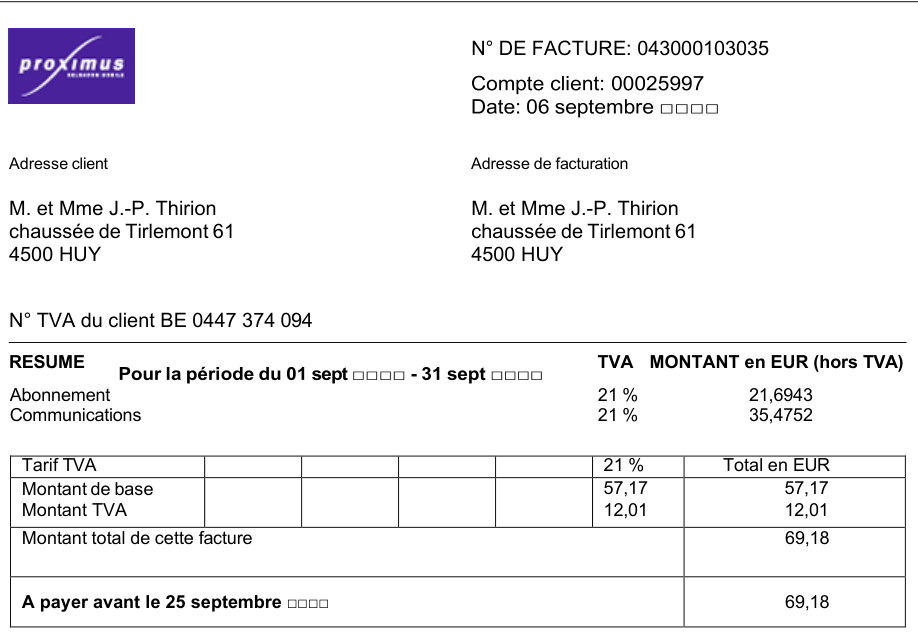 proximus
BELGACOM MOBILE
N° DE FACTURE: 043000103035
Compte client: 00025997
Date: 06 septembre □□□□
Adresse client
Adresse de facturation
M. et Mme J.-P. Thirion
M. et Mme J.-P. Thirion
chaussée de Tirlemont 61
chaussée de Tirlemont 61
4500 HUY
4500 HUY
N° TVA du client BE 0447 374 094
RESUME Pour la période du 01 sept □□□□ - 31 sept □□□□ TVA MONTANT en EUR (hors TVA)
Abonnement 21 % 21,6943
Communications 21 % 35,4752
Tarif TVA 21 % Total en EUR
Montant de base 57,17 57,17
Montant TVA 12,01 12,01
Montant total de cette facture 69,18
A payer avant le 25 septembre □□□□ 69,18